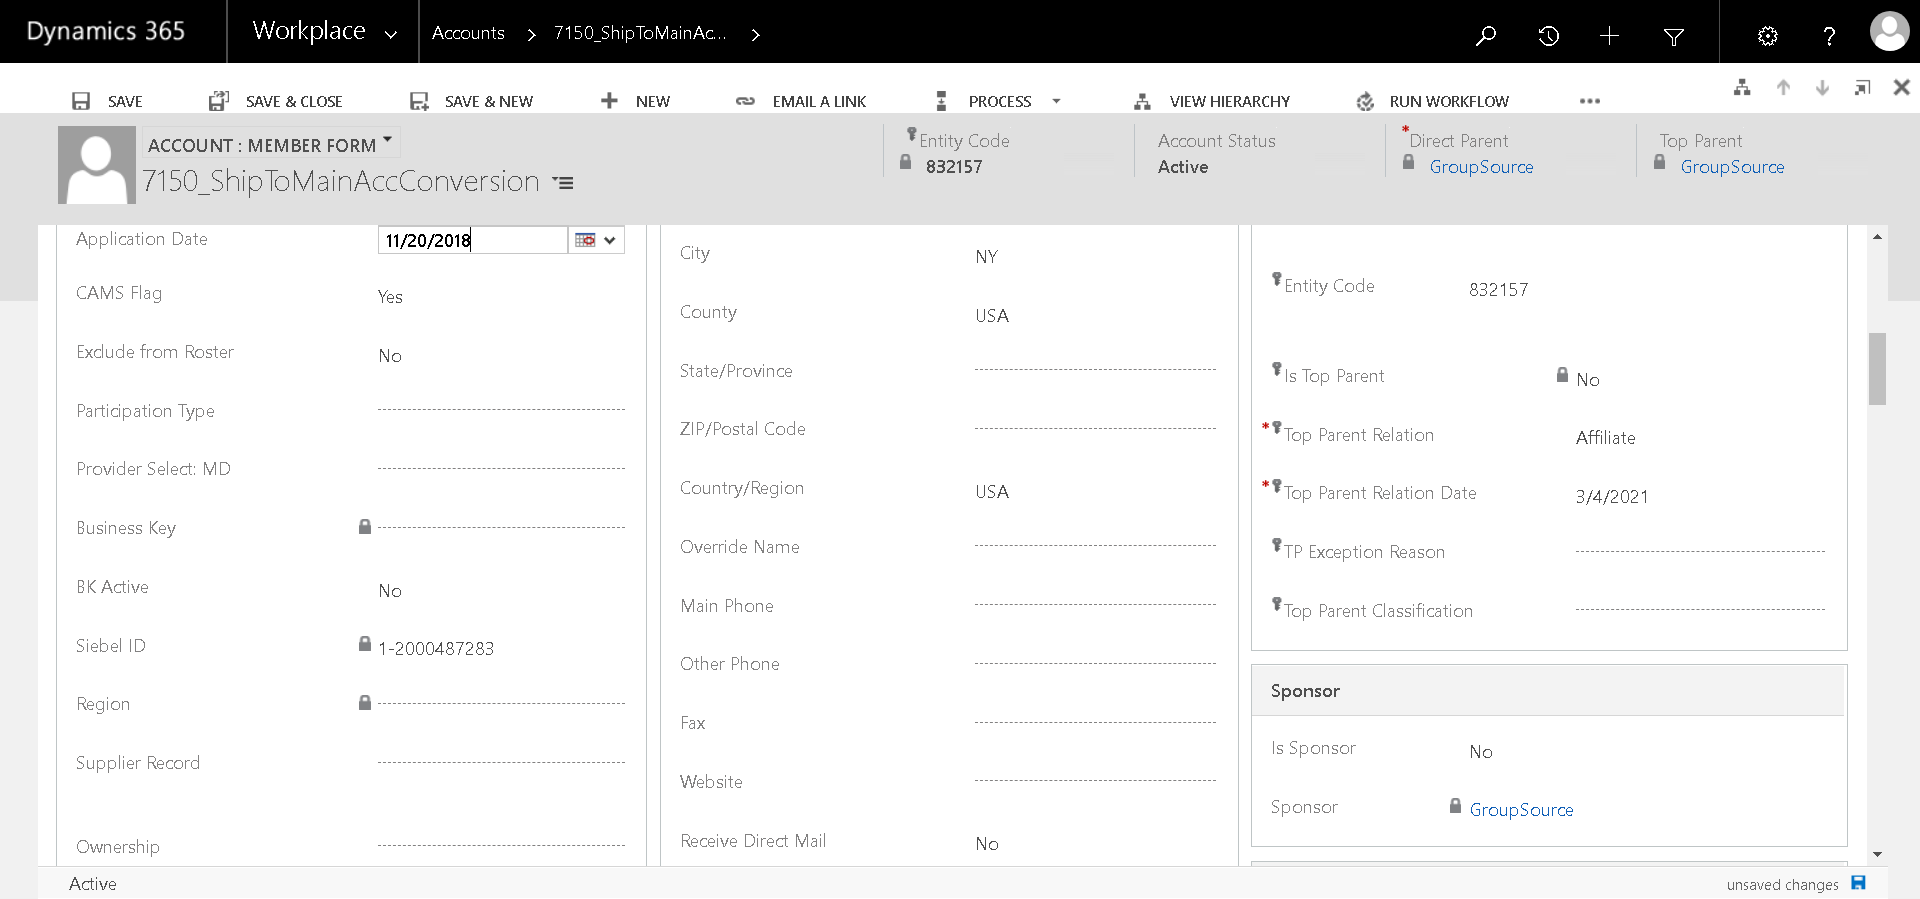 Dynamics 365
Workplace
Accounts
7150_ShipToMainAc...
SAVE
SAVE & CLOSE
SAVE & NEW
NEW
EMAIL A LINK
PROCESS
VIEW HIERARCHY
RUN WORKFLOW
ACCOUNT : MEMBER FORM
7150_ShipToMainAccConversion
Entity Code
832157
Account Status
Active
*Direct Parent
GroupSource
Top Parent
GroupSource
Application Date 11/20/2018
CAMS Flag Yes
Exclude from Roster No
Participation Type
Provider Select: MD
Business Key
BK Active No
Siebel ID 1-2000487283
Region
Supplier Record
Ownership
City NY
County USA
State/Province
ZIP/Postal Code
Country/Region USA
Override Name
Main Phone
Other Phone
Fax
Website
Receive Direct Mail No
Entity Code 832157
Is Top Parent No
*Top Parent Relation Affiliate
*Top Parent Relation Date 3/4/2021
TP Exception Reason
Top Parent Classification
Sponsor
Is Sponsor No
Sponsor GroupSource
Active
unsaved changes